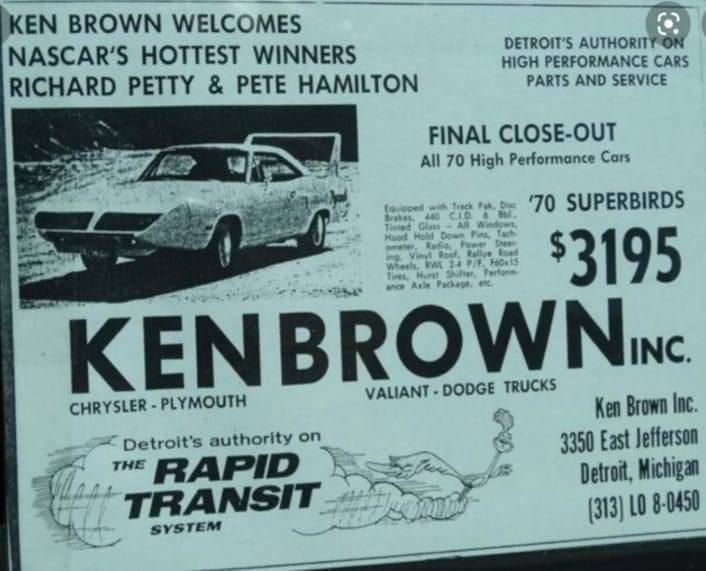 KEN BROWN WELCOMES
NASCAR'S HOTTEST WINNERS
RICHARD PETTY & PETE HAMILTON
DETROIT'S AUTHORITY ON
HIGH PERFORMANCE CARS
PARTS AND SERVICE
FINAL CLOSE-OUT
All 70 High Performance Cars
Equipped with Track Pak, Disc
Brakes, 440 C.I.D. 6 Bbl.,
Tinted Glass - All Windows,
Hood Hold Down Pins, Tach-
ometer, Radio, Power Steer-
ing, Vinyl Roof, Rallye Road
Wheels, RWL 2-4 P/F, F60x15
Tires, Hurst Shifter, Perform-
ance Axle Package, etc.
'70 SUPERBIRDS
$3195
KEN BROWN INC.
CHRYSLER - PLYMOUTH
VALIANT - DODGE TRUCKS
Detroit's authority on
THE RAPID
TRANSIT
SYSTEM
Ken Brown Inc.
3350 East Jefferson
Detroit, Michigan
(313) LO 8-0450